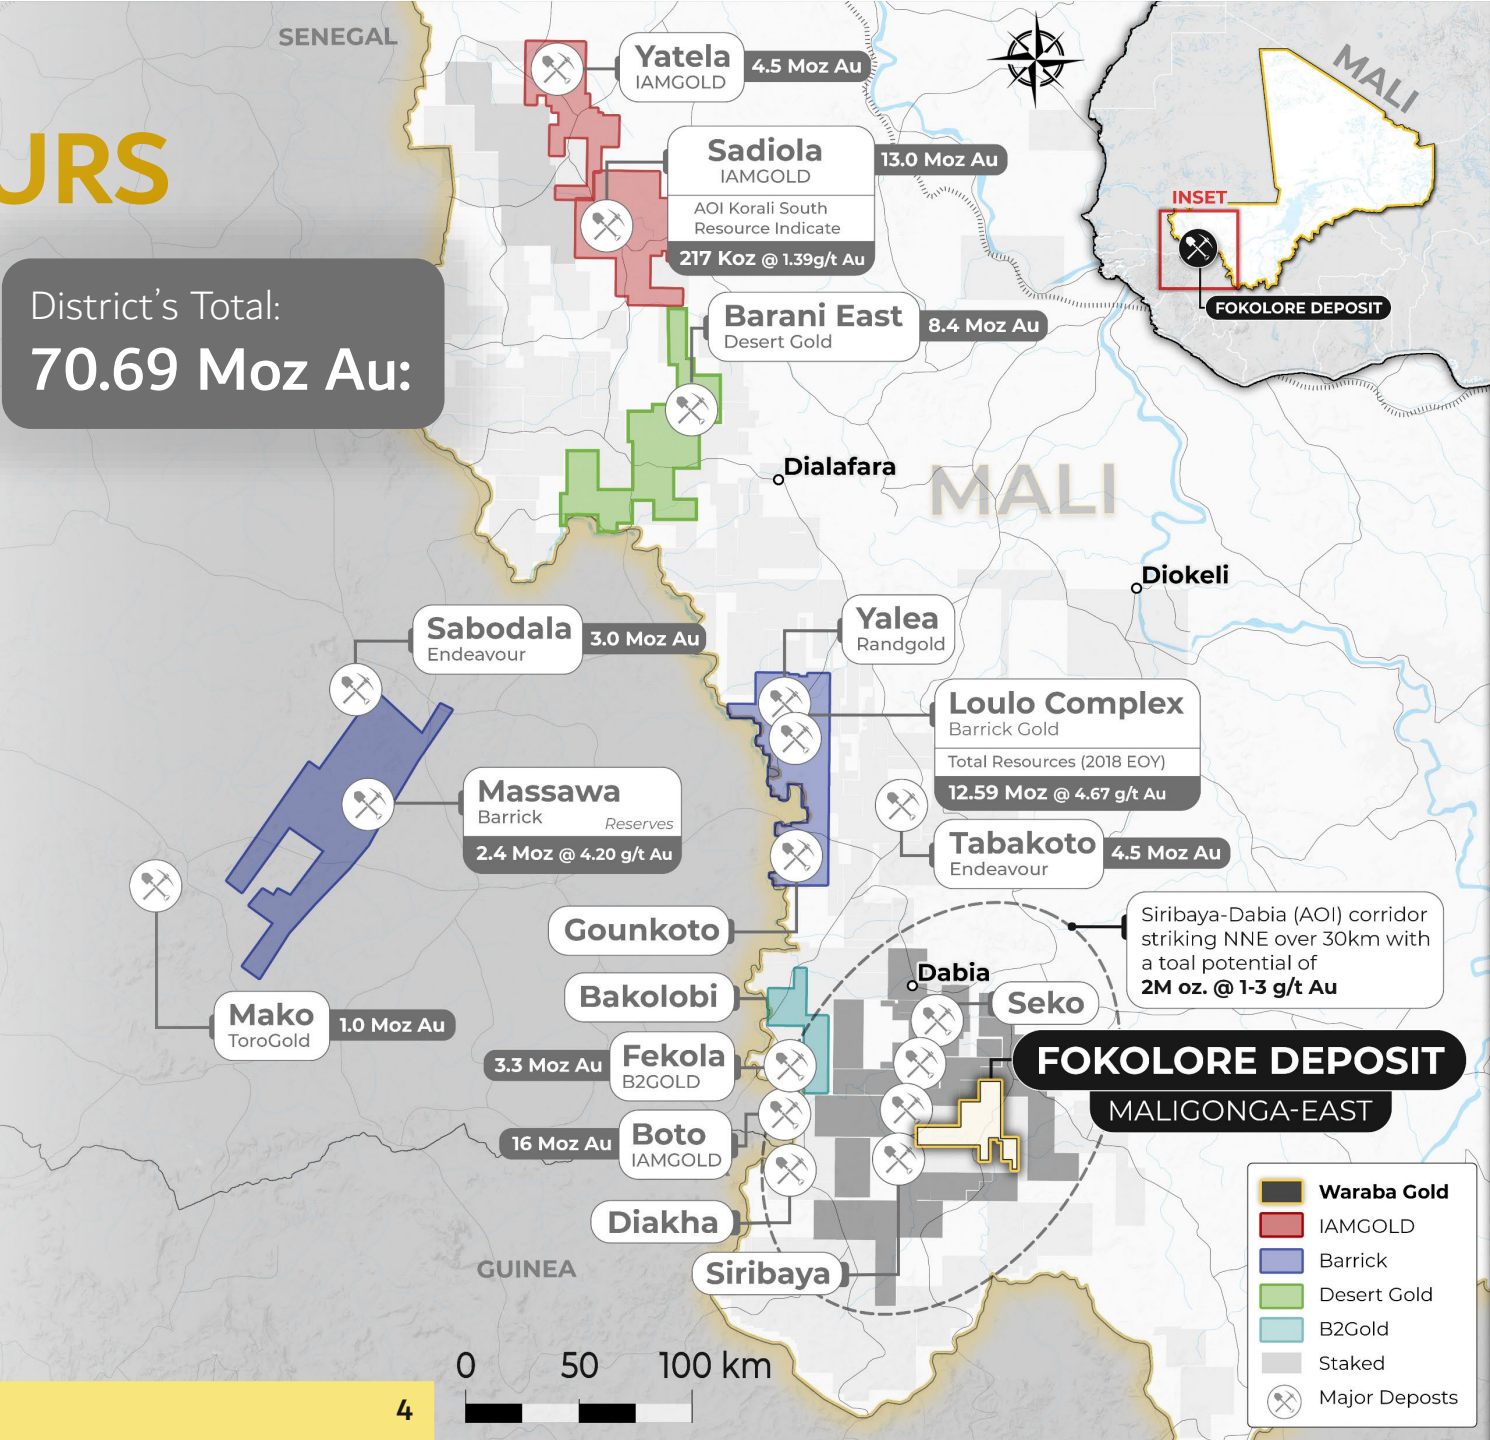 SENEGAL
URS
District's Total:
70.69 Moz Au:
Yatela
IAMGOLD
4.5 Moz Au
Sadiola
IAMGOLD
13.0 Moz Au
AOI Korali South
Resource Indicate
217 Koz @ 1.39g/t Au
Barani East
Desert Gold
8.4 Moz Au
MALI
INSET
FOKOLORE DEPOSIT
Dialafara
MALI
Diokeli
Sabodala
Endeavour
3.0 Moz Au
Yalea
Randgold
Loulo Complex
Barrick Gold
Total Resources (2018 EOY)
12.59 Moz @ 4.67 g/t Au
Massawa
Barrick
Reserves
2.4 Moz @ 4.20 g/t Au
Tabakoto
Endeavour
4.5 Moz Au
Gounkoto
Siribaya-Dabia (AOI) corridor
striking NNE over 30km with
a toal potential of
2M oz. @ 1-3 g/t Au
Dabia
Bakolobi
Seko
Mako
ToroGold
1.0 Moz Au
3.3 Moz Au
Fekola
B2GOLD
FOKOLORE DEPOSIT
MALIGONGA-EAST
16 Moz Au
Boto
IAMGOLD
Diakha
Siribaya
GUINEA
Waraba Gold
IAMGOLD
Barrick
Desert Gold
B2Gold
Staked
Major Deposts
0 50 100 km
4